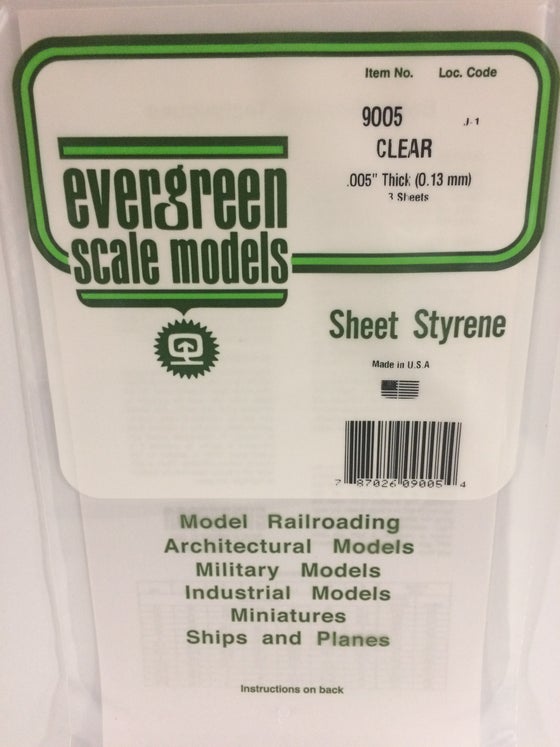 Item No. Loc. Code
9005 J-1
CLEAR
.005" Thick (0.13 mm)
3 Sheets
evergreen
scale models
Sheet Styrene
Made in U.S.A
7 87026 09005 4
Model Railroading
Architectural Models
Military Models
Industrial Models
Miniatures
Ships and Planes
Instructions on back